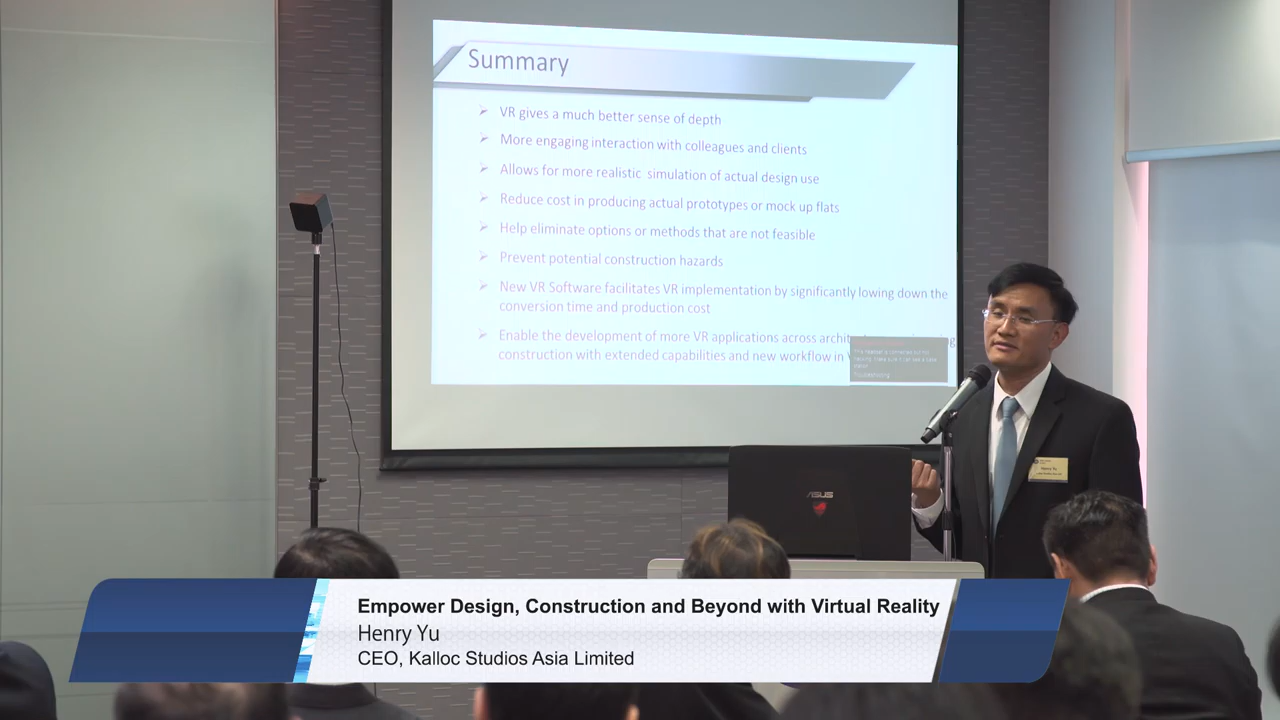 Summary
VR gives a much better sense of depth
More engaging interaction with colleagues and clients
Allows for more realistic simulation of actual design use
Reduce cost in producing actual prototypes or mock up flats
Help eliminate options or methods that are not feasible
Prevent potential construction hazards
New VR Software facilitates VR implementation by significantly lowing down the
conversion time and production cost
Enable the development of more VR applications across
construction with extended capabilities and new workflow in
Troubleshooting
ASUS
Henry Yu
Empower Design, Construction and Beyond with Virtual Reality
Henry Yu
CEO, Kalloc Studios Asia Limited